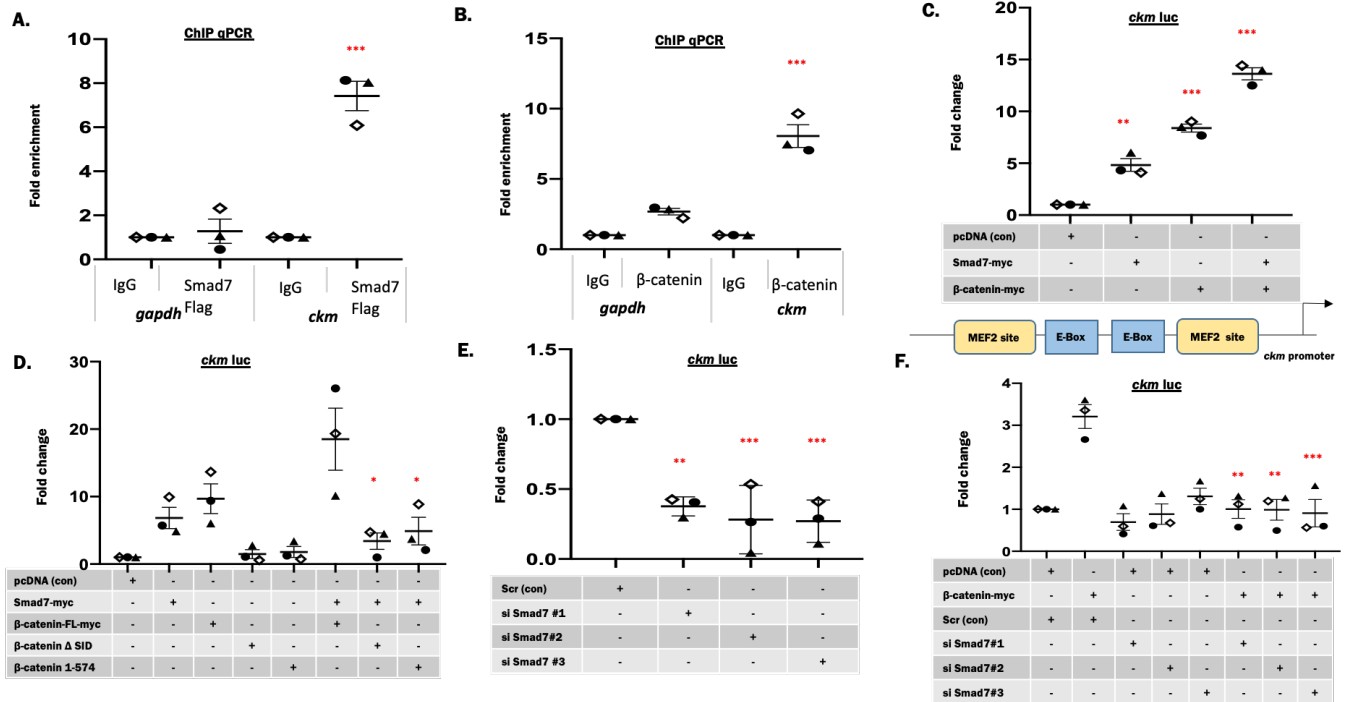 A.
ChIP qPCR
Fold enrichment
10
8
6
4
2
0
***
IgG
Smad7
Flag
IgG
Smad7
Flag
gapdh
ckm
B.
ChIP qPCR
Fold enrichment
15
10
5
0
***
IgG
β-catenin
IgG
β-catenin
gapdh
ckm
C.
ckm luc
Fold change
20
15
10
5
0
**
***
***
pcDNA (con) + - - -
Smad7-myc - + - +
β-catenin-myc - - + +
MEF2 site
E-Box
E-Box
MEF2 site
ckm promoter
D.
ckm luc
Fold change
30
20
10
0
*
*
pcDNA (con) + - - - - - - -
Smad7-myc - + - - - + + +
β-catenin-FL-myc - - + - - + - -
β-catenin Δ SID - - - + - - + -
β-catenin 1-574 - - - - + - - +
E.
ckm luc
Fold change
1.5
1.0
0.5
0.0
**
***
***
Scr (con) + - - -
si Smad7 #1 - + - -
si Smad7#2 - - + -
si Smad7 #3 - - - +
F.
ckm luc
Fold change
4
3
2
1
0
**
**
***
pcDNA (con) + - + + + - - -
β-catenin-myc - + - - - + + +
Scr (con) + + - - - - - -
si Smad7#1 - - + - - + - -
si Smad7#2 - - - + - - + -
si Smad7#3 - - - - + - - +